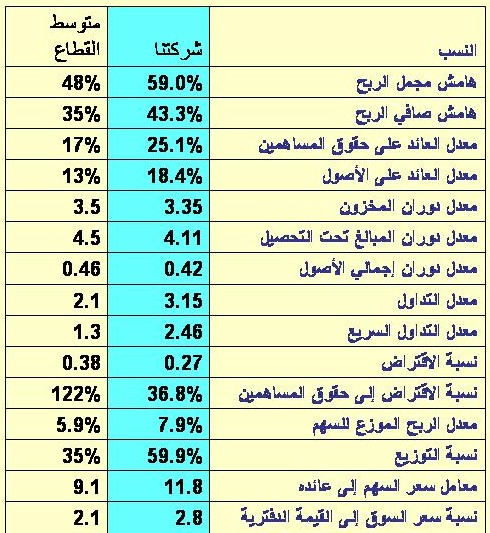 النسب شركتنا متوسط القطاع
هامش مجمل الربح 59.0% 48%
هامش صافي الربح 43.3% 35%
معدل العائد على حقوق المساهمين 25.1% 17%
معدل العائد على الأصول 18.4% 13%
معدل دوران المخزون 3.35 3.5
معدل دوران المبالغ تحت التحصيل 4.11 4.5
معدل دوران إجمالي الأصول 0.42 0.46
معدل التداول 3.15 2.1
معدل التداول السريع 2.46 1.3
نسبة الاقتراض 0.27 0.38
نسبة الاقتراض إلى حقوق المساهمين 36.8% 122%
معدل الربح الموزع للسهم 7.9% 5.9%
نسبة التوزيع 59.9% 35%
معامل سعر السهم إلى عائده 11.8 9.1
نسبة سعر السوق إلى القيمة الدفترية 2.8 2.1